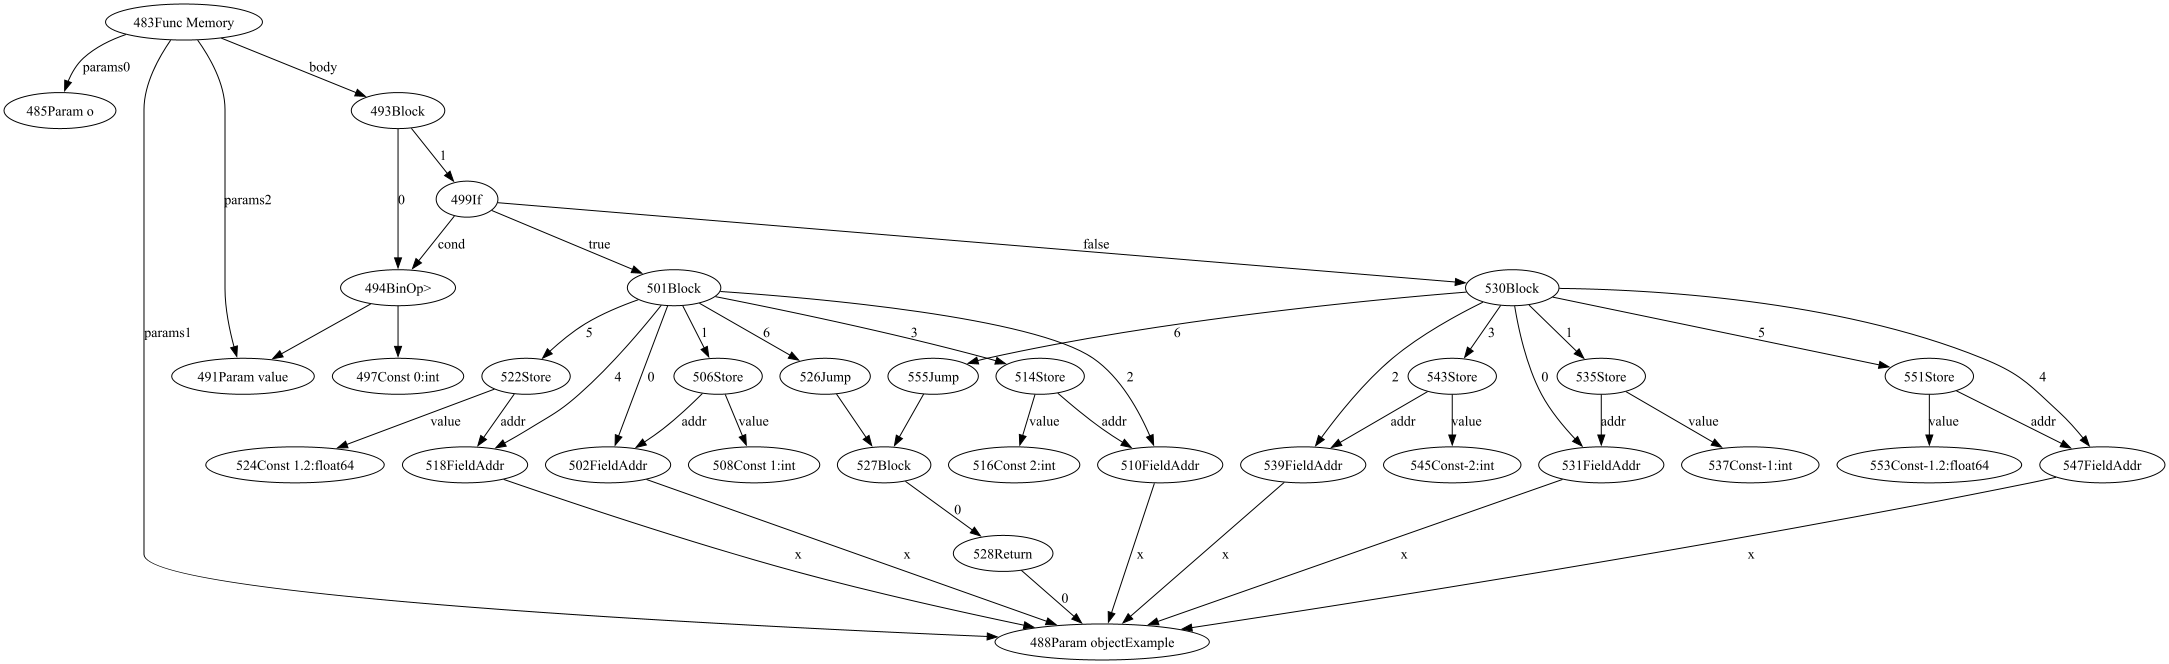 483Func Memory
params0
body
485Param o
493Block
1
params2
0
499If
cond
true
false
494BinOp>
501Block
530Block
params1
5
4
0
1
6
3
2
6
2
3
0
1
5
4
491Param value
497Const 0:int
522Store
506Store
526Jump
555Jump
514Store
543Store
535Store
551Store
value
addr
addr
value
value
addr
addr
value
addr
value
value
addr
524Const 1.2:float64
518FieldAddr
502FieldAddr
508Const 1:int
527Block
516Const 2:int
510FieldAddr
539FieldAddr
545Const-2:int
531FieldAddr
537Const-1:int
553Const-1.2:float64
547FieldAddr
0
x
x
528Return
x
x
x
x
0
488Param objectExample